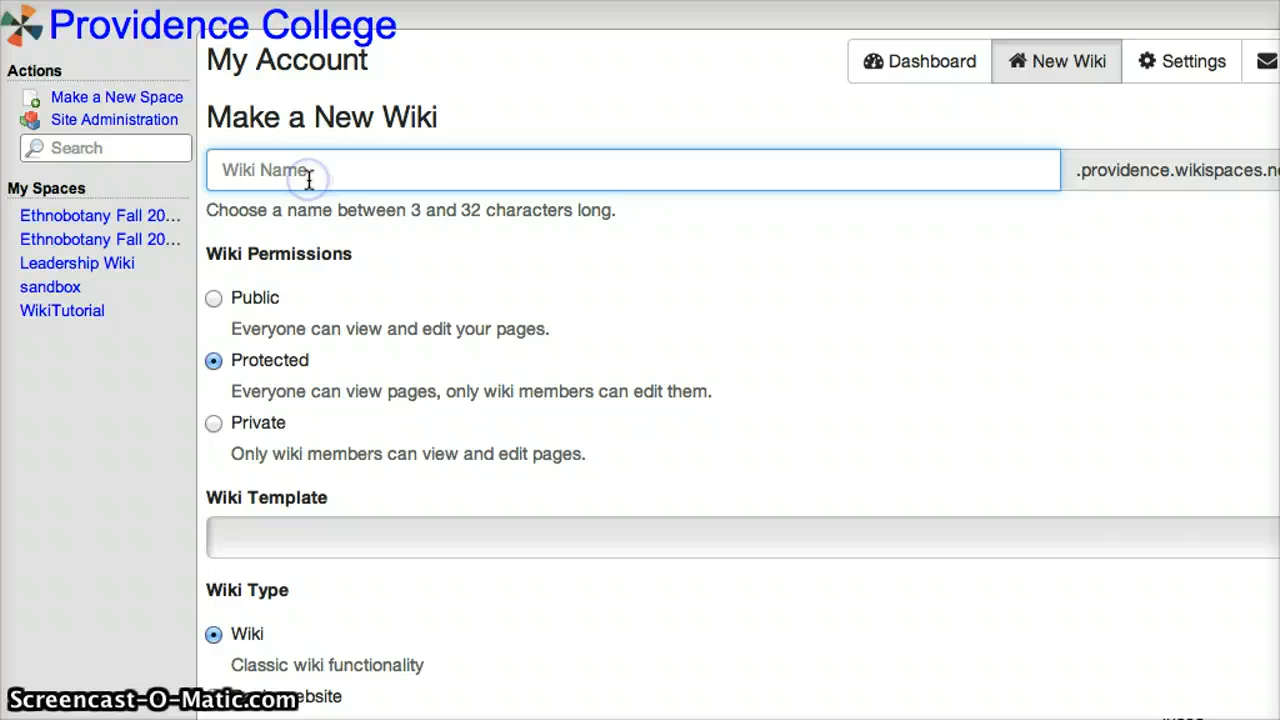 Providence College
Actions
Make a New Space
Site Administration
Search
My Spaces
Ethnobotany Fall 20...
Ethnobotany Fall 20...
Leadership Wiki
sandbox
WikiTutorial
My Account
Dashboard
New Wiki
Settings
Make a New Wiki
Wiki Name
.providence.wikispaces.ne
Choose a name between 3 and 32 characters long.
Wiki Permissions
Public
Everyone can view and edit your pages.
Protected
Everyone can view pages, only wiki members can edit them.
Private
Only wiki members can view and edit pages.
Wiki Template
Wiki Type
Wiki
Classic wiki functionality
Screencast-O-Matic.com